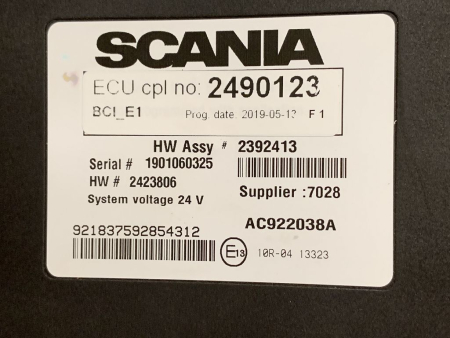 SCANIA
ECU cpl no: 2490123
BCI_E1 Prog. date: 2019-05-13 F 1
HW Assy # 2392413
Serial # 1901060325
HW # 2423806 Supplier :7028
System voltage 24 V
AC922038A
921837592854312
E13 10R-04 13323